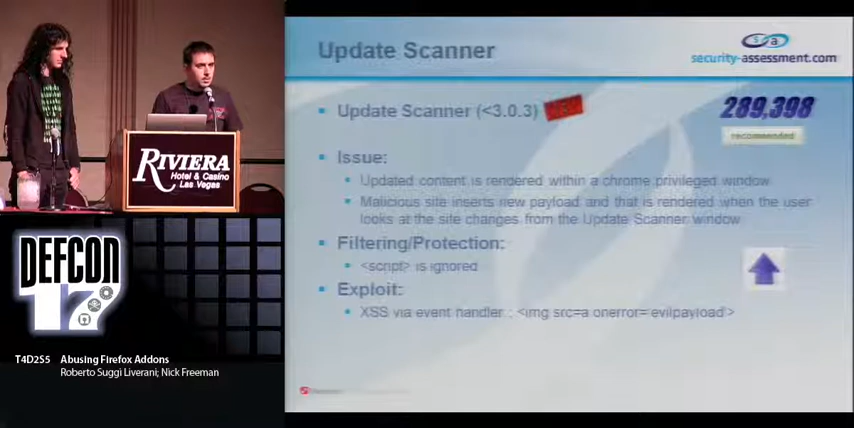 Update Scanner
security-assessment.com
Update Scanner (<3.0.3)
289,398
recommended
Issue:
Updated content is rendered within a chrome privileged window
Malicious site inserts new payload and that is rendered when the user
looks at the site changes from the Update Scanner window
Filtering/Protection:
<script> is ignored
Exploit:
XSS via event handler : <img src=a onerror='evilpayload'>
RIVIERA
Hotel & Casino
Las Vegas
DEFCON
17
T4D2S5 Abusing Firefox Addons
Roberto Suggi Liverani; Nick Freeman